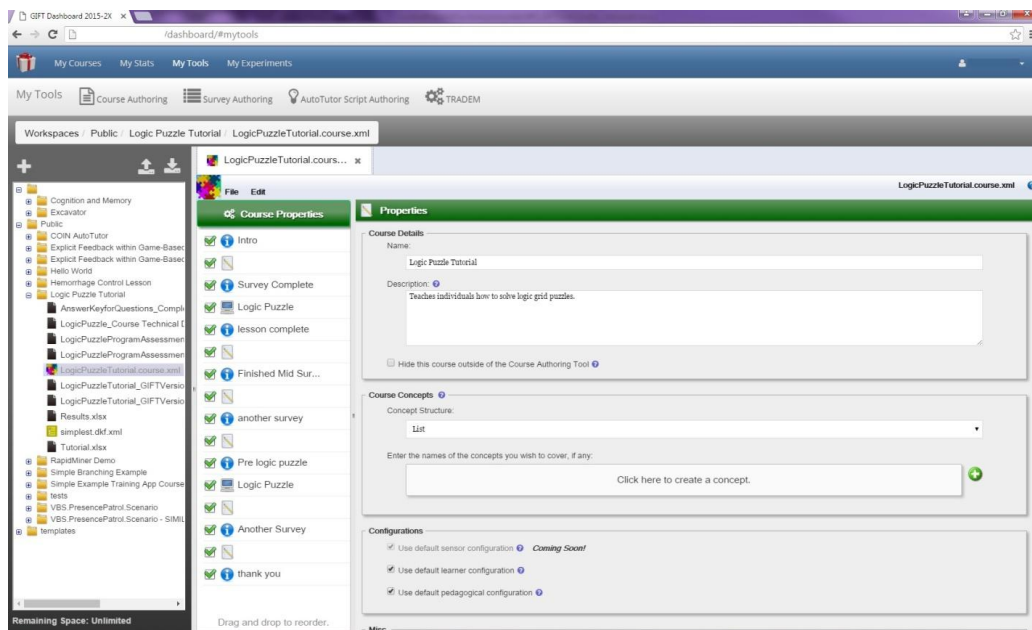 GIFT Dashboard 2015-2X
/dashboard/#mytools
My Courses My Stats My Tools My Experiments
My Tools Course Authoring Survey Authoring AutoTutor Script Authoring TRADEM
Workspaces / Public / Logic Puzzle Tutorial / LogicPuzzleTutorial.course.xml
Cognition and Memory
Excavator
Public
COIN AutoTutor
Explicit Feedback within Game-Based
Explicit Feedback within Game-Based
Hello World
Hemorrhage Control Lesson
Logic Puzzle Tutorial
AnswerKeyforQuestions_Comple
LogicPuzzle_Course Technical D
LogicPuzzleProgramAssessmen
LogicPuzzleProgramAssessmen
LogicPuzzleTutorial.course.xml
LogicPuzzleTutorial_GIFTVersio
LogicPuzzleTutorial_GIFTVersio
Results.xlsx
simplest.dkf.xml
Tutorial.xlsx
RapidMiner Demo
Simple Branching Example
Simple Example Training App Course
tests
VBS.PresencePatrol.Scenario
VBS.PresencePatrol.Scenario - SIMIL
templates
Remaining Space: Unlimited
LogicPuzzleTutorial.cours...
File Edit
LogicPuzzleTutorial.course.xml
Course Properties
Intro
Survey Complete
Logic Puzzle
lesson complete
Finished Mid Sur...
another survey
Pre logic puzzle
Logic Puzzle
Another Survey
thank you
Drag and drop to reorder.
Properties
Course Details
Name:
Logic Puzzle Tutorial
Description:
Teaches individuals how to solve logic grid puzzles.
Hide this course outside of the Course Authoring Tool
Course Concepts
Concept Structure:
List
Enter the names of the concepts you wish to cover, if any:
Click here to create a concept.
Configurations
Use default sensor configuration Coming Soon!
Use default learner configuration
Use default pedagogical configuration
Misc